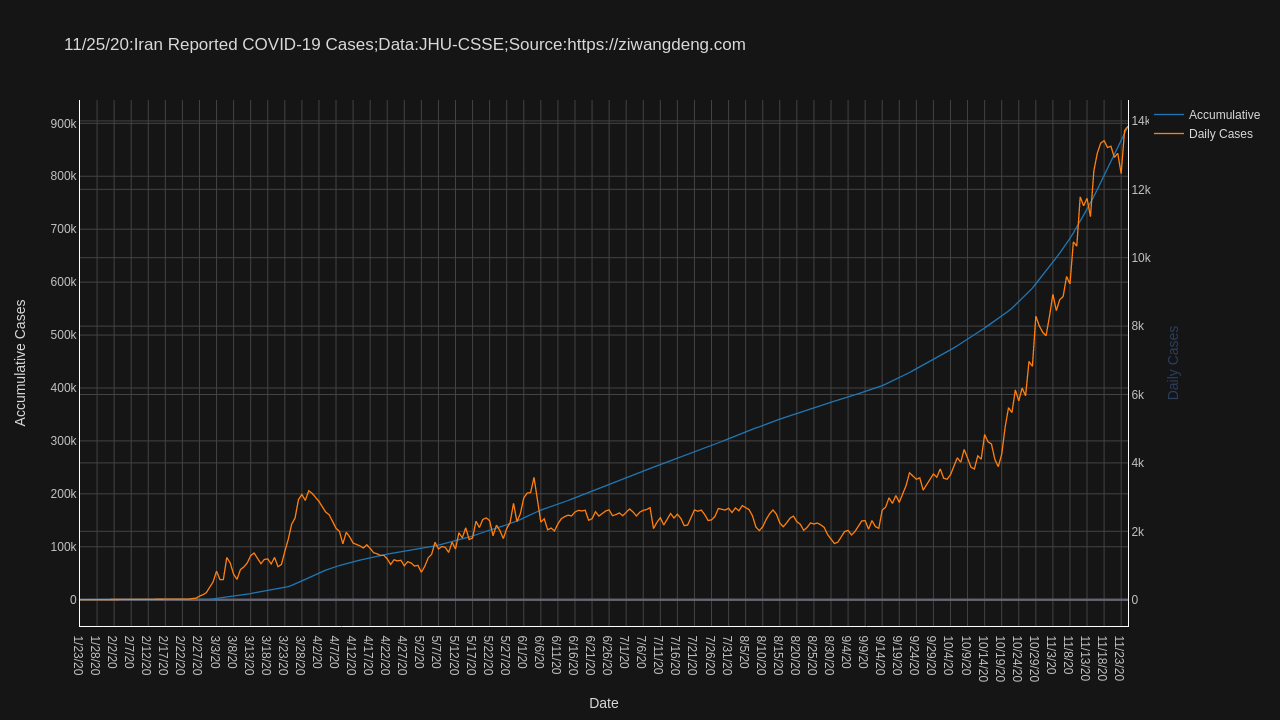 11/25/20:Iran Reported COVID-19 Cases;Data:JHU-CSSE;Source:https://ziwangdeng.com
Accumulative
Daily Cases
900k
800k
700k
600k
500k
400k
300k
200k
100k
0
Accumulative Cases
14k
12k
10k
8k
6k
4k
2k
0
Daily Cases
1/23/20
1/28/20
2/2/20
2/7/20
2/12/20
2/17/20
2/22/20
2/27/20
3/3/20
3/8/20
3/13/20
3/18/20
3/23/20
3/28/20
4/2/20
4/7/20
4/12/20
4/17/20
4/22/20
4/27/20
5/2/20
5/7/20
5/12/20
5/17/20
5/22/20
5/27/20
6/1/20
6/6/20
6/11/20
6/16/20
6/21/20
6/26/20
7/1/20
7/6/20
7/11/20
7/16/20
7/21/20
7/26/20
7/31/20
8/5/20
8/10/20
8/15/20
8/20/20
8/25/20
8/30/20
9/4/20
9/9/20
9/14/20
9/19/20
9/24/20
9/29/20
10/4/20
10/9/20
10/14/20
10/19/20
10/24/20
10/29/20
11/3/20
11/8/20
11/13/20
11/18/20
11/23/20
Date